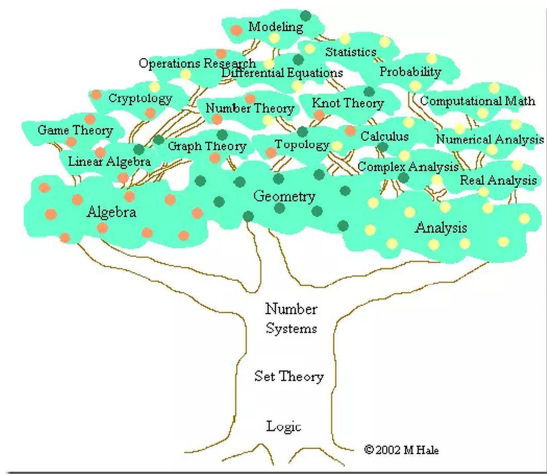 Modeling
Statistics
Operations Research
Differential Equations
Probability
Cryptology
Number Theory
Knot Theory
Computational Math
Game Theory
Linear Algebra
Graph Theory
Topology
Calculus
Numerical Analysis
Complex Analysis
Real Analysis
Algebra
Geometry
Analysis
Number
Systems
Set Theory
Logic
©2002 M Hale